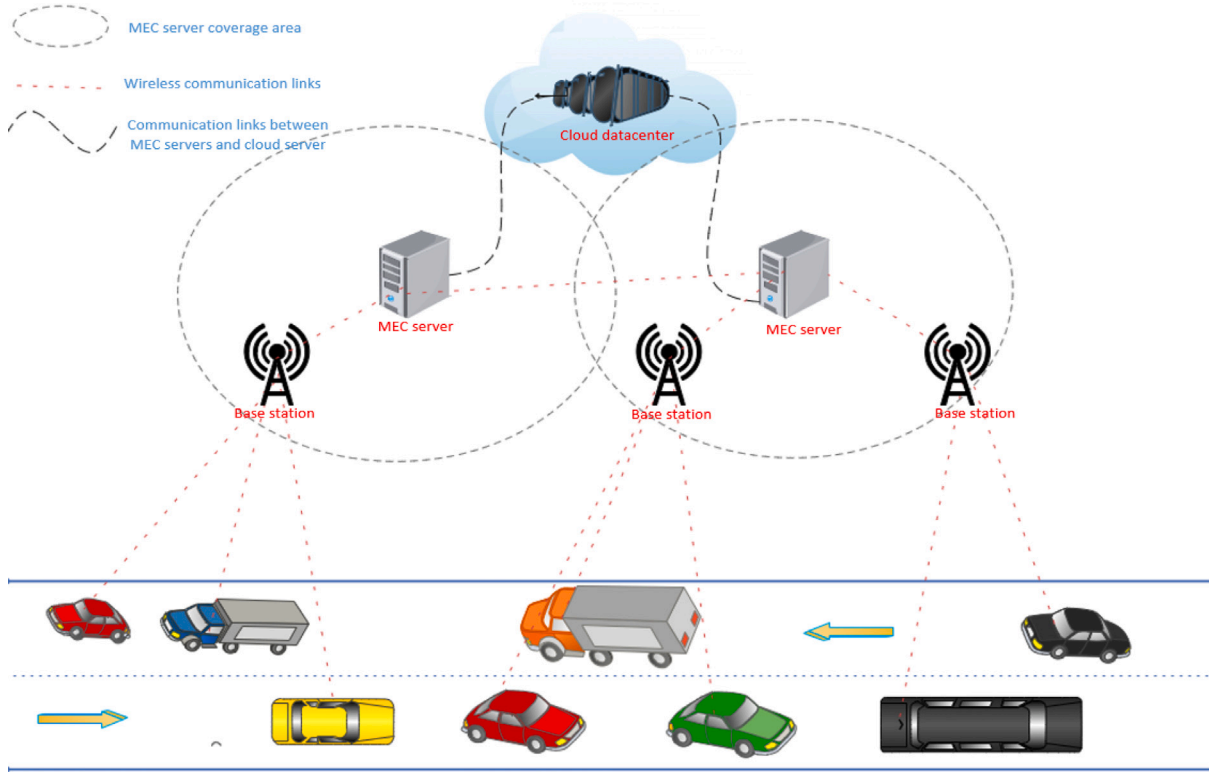 MEC server coverage area
Wireless communication links
Communication links between
MEC servers and cloud server
Cloud datacenter
MEC server
MEC server
Base station
Base station
Base station